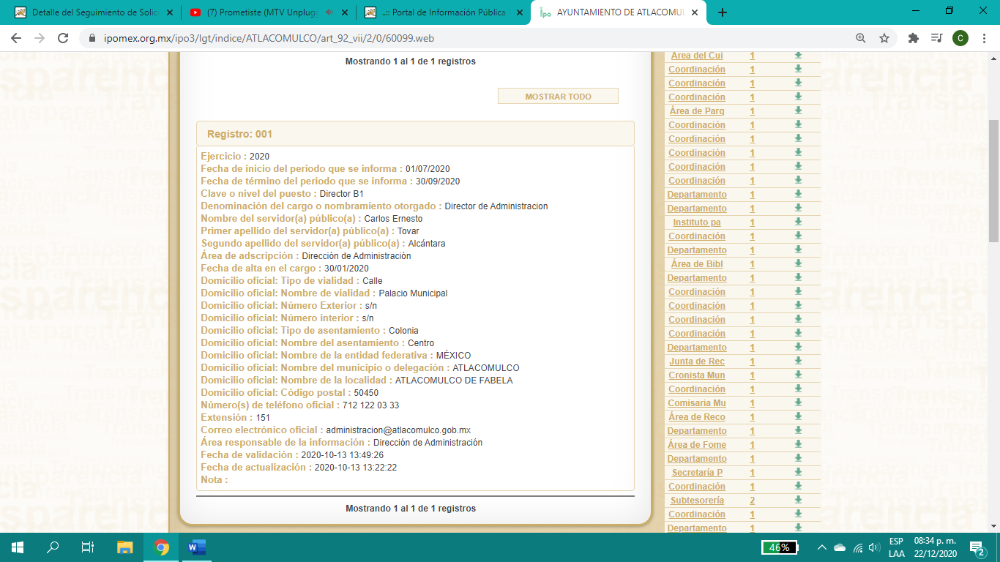 Detalle del Seguimiento de Solic
(7) Prometiste (MTV Unplugg
..:: Portal de Información Pública
AYUNTAMIENTO DE ATLACOMUL
ipomex.org.mx/ipo3/lgt/indice/ATLACOMULCO/art_92_vii/2/0/60099.web
C
Mostrando 1 al 1 de 1 registros
MOSTRAR TODO
Registro: 001
Ejercicio : 2020
Fecha de inicio del periodo que se informa : 01/07/2020
Fecha de término del periodo que se informa : 30/09/2020
Clave o nivel del puesto : Director B1
Denominación del cargo o nombramiento otorgado : Director de Administracion
Nombre del servidor(a) público(a) : Carlos Ernesto
Primer apellido del servidor(a) público(a) : Tovar
Segundo apellido del servidor(a) público(a) : Alcántara
Área de adscripción : Dirección de Administración
Fecha de alta en el cargo : 30/01/2020
Domicilio oficial: Tipo de vialidad : Calle
Domicilio oficial: Nombre de vialidad : Palacio Municipal
Domicilio oficial: Número Exterior : s/n
Domicilio oficial: Número interior : s/n
Domicilio oficial: Tipo de asentamiento : Colonia
Domicilio oficial: Nombre del asentamiento : Centro
Domicilio oficial: Nombre de la entidad federativa : MÉXICO
Domicilio oficial: Nombre del municipio o delegación : ATLACOMULCO
Domicilio oficial: Nombre de la localidad : ATLACOMULCO DE FABELA
Domicilio oficial: Código postal : 50450
Número(s) de teléfono oficial : 712 122 03 33
Extensión : 151
Correo electrónico oficial : administracion@atlacomulco.gob.mx
Área responsable de la información : Dirección de Administración
Fecha de validación : 2020-10-13 13:49:26
Fecha de actualización : 2020-10-13 13:22:22
Nota :
Mostrando 1 al 1 de 1 registros
Área del Cui 1
Coordinación 1
Coordinación 1
Coordinación 1
Área de Parq 1
Coordinación 1
Coordinación 1
Coordinación 1
Coordinación 1
Coordinación 1
Departamento 1
Departamento 1
Instituto pa 1
Coordinación 1
Departamento 1
Área de Bibl 1
Departamento 1
Coordinación 1
Coordinación 1
Coordinación 1
Coordinación 1
Departamento 1
Junta de Rec 1
Cronista Mun 1
Coordinación 1
Comisaria Mu 1
Área de Reco 1
Departamento 1
Área de Fome 1
Departamento 1
Secretaría P 1
Coordinación 1
Subtesorería 2
Coordinación 1
Departamento 1
46%
ESP
LAA
08:34 p. m.
22/12/2020
2